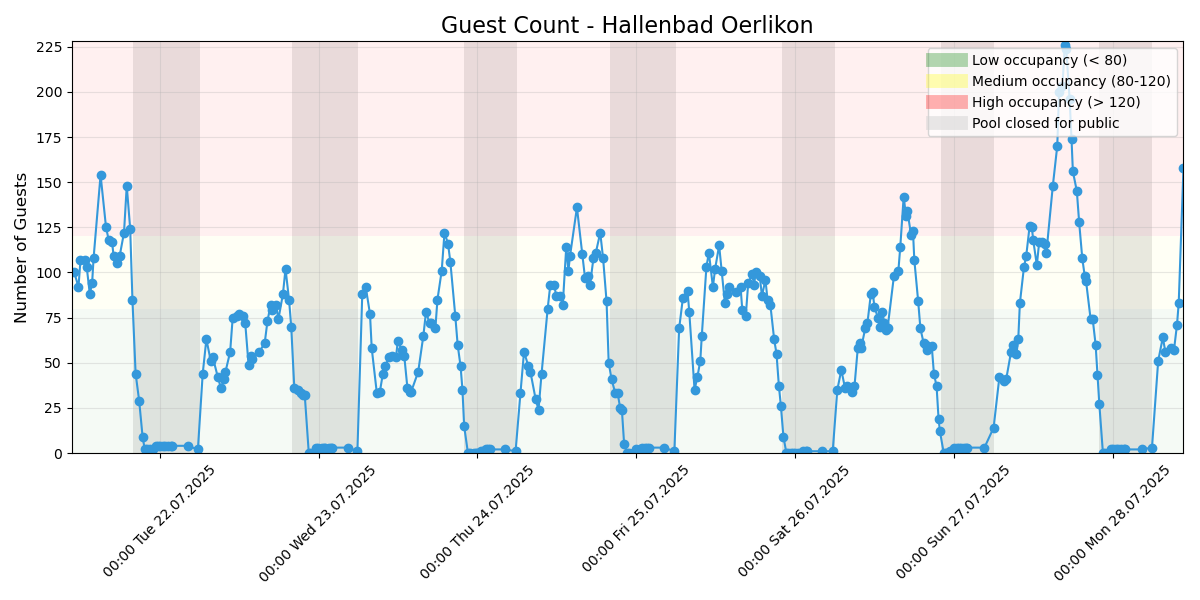 Guest Count - Hallenbad Oerlikon
Number of Guests
225
200
175
150
125
100
75
50
25
0
Low occupancy (< 80)
Medium occupancy (80-120)
High occupancy (> 120)
Pool closed for public
00:00 Tue 22.07.2025
00:00 Wed 23.07.2025
00:00 Thu 24.07.2025
00:00 Fri 25.07.2025
00:00 Sat 26.07.2025
00:00 Sun 27.07.2025
00:00 Mon 28.07.2025